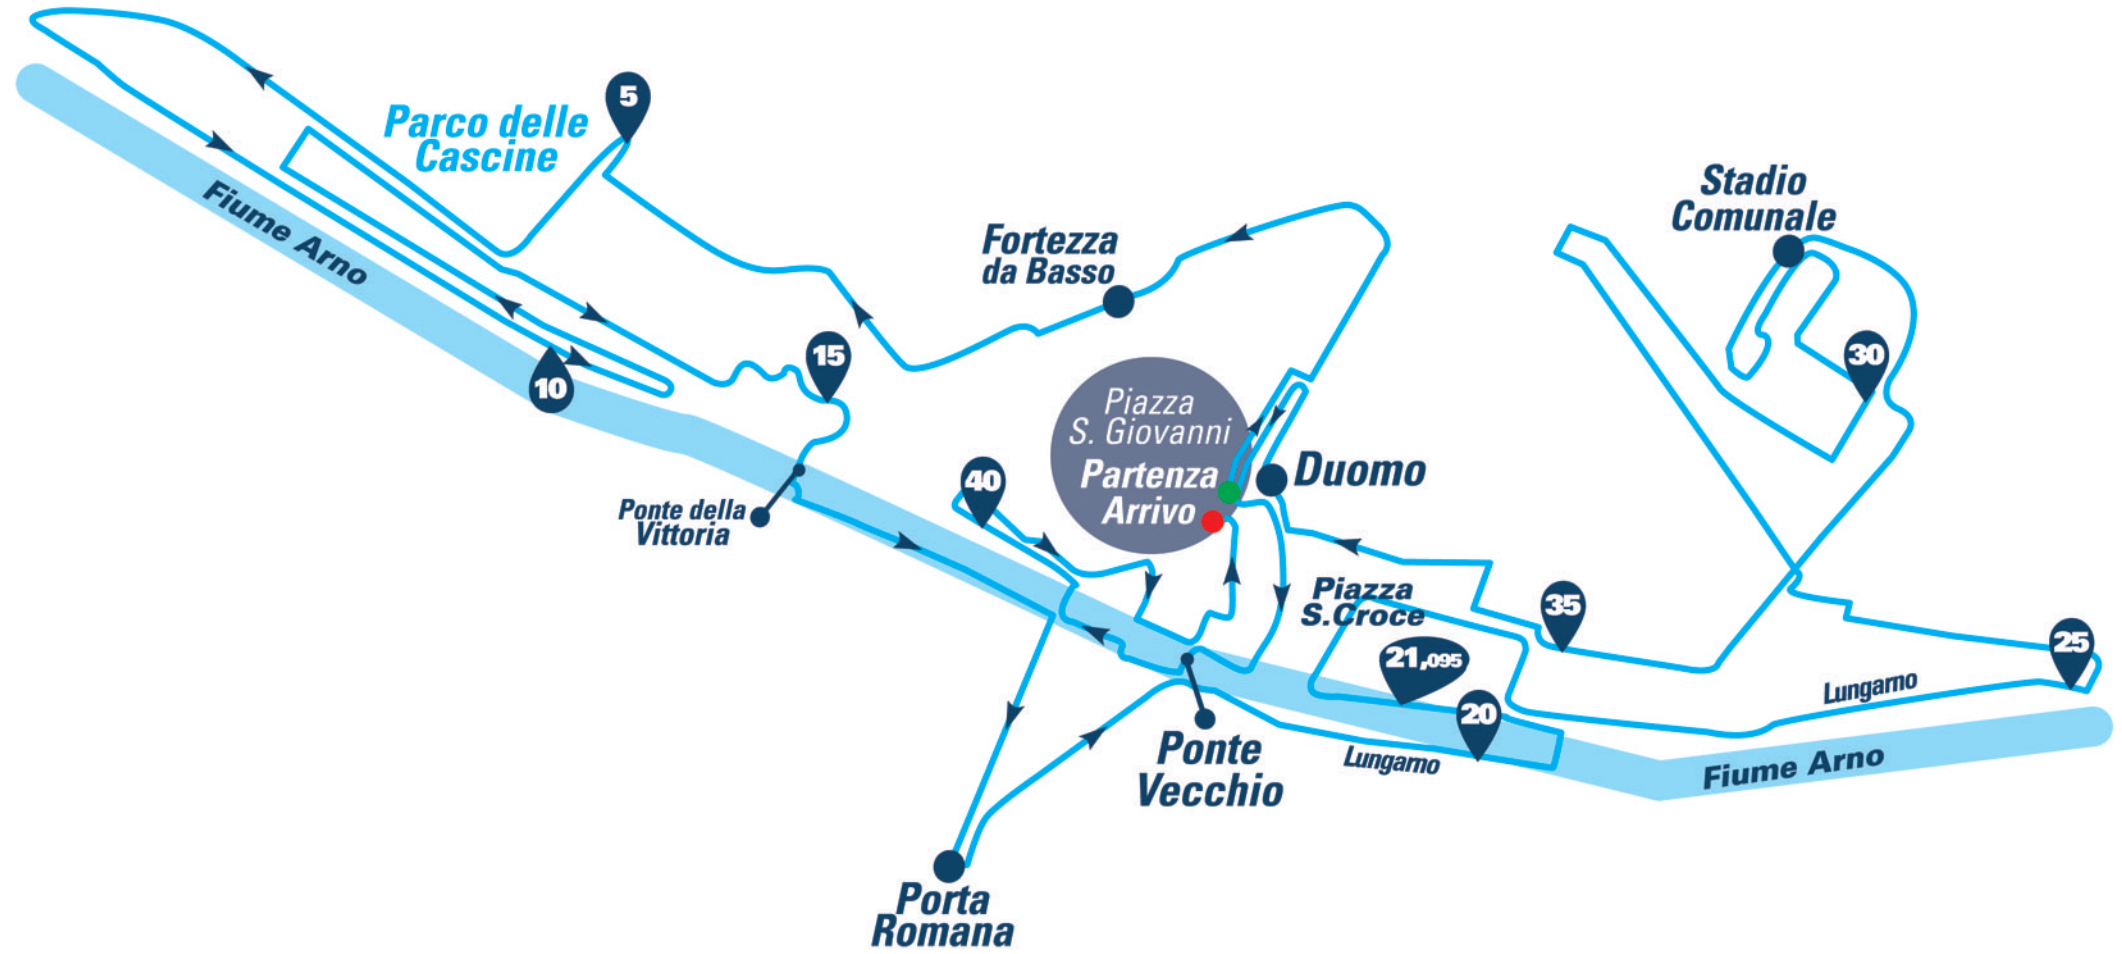 5
Parco delle
Cascine
Fiume Arno
Fortezza
da Basso
Stadio
Comunale
30
15
10
Piazza
S. Giovanni
Partenza
Arrivo
Duomo
40
Ponte della
Vittoria
Piazza
S.Croce
35
21,095
25
20
Lungarno
Lungarno
Ponte
Vecchio
Fiume Arno
Porta
Romana